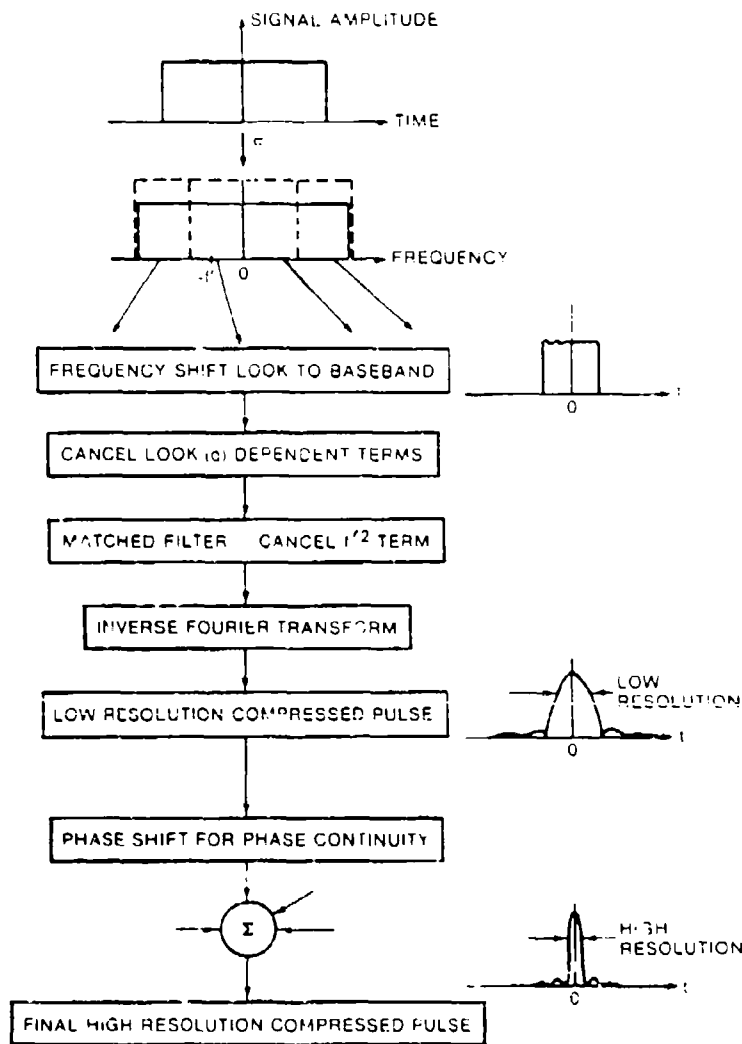 SIGNAL AMPLITUDE
TIME
FREQUENCY
0
FREQUENCY SHIFT LOOK TO BASEBAND
0
CANCEL LOOK (α) DEPENDENT TERMS
MATCHED FILTER CANCEL f'2 TERM
INVERSE FOURIER TRANSFORM
LOW RESOLUTION COMPRESSED PULSE
LOW
RESOLUTION
0
t
PHASE SHIFT FOR PHASE CONTINUITY
Σ
HIGH
RESOLUTION
0
t
FINAL HIGH RESOLUTION COMPRESSED PULSE